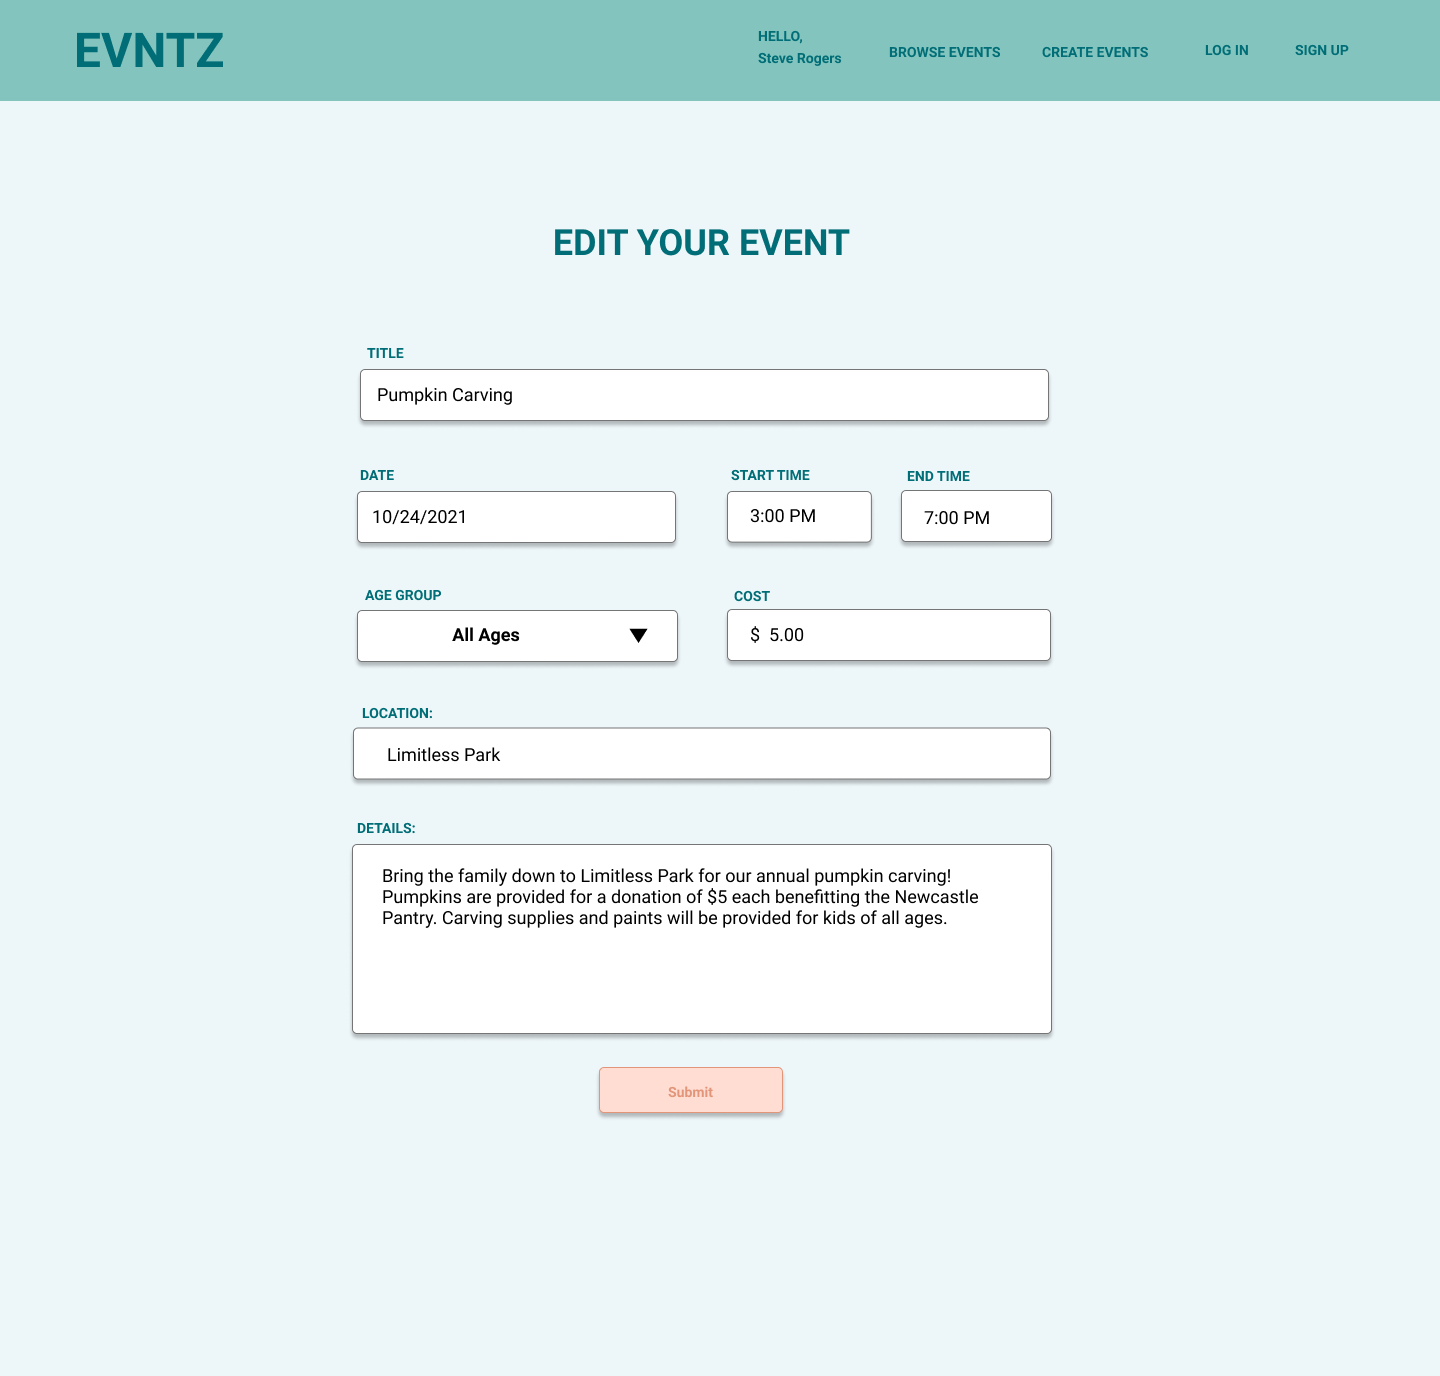 EVNTZ
HELLO,
Steve Rogers
BROWSE EVENTS
CREATE EVENTS
LOG IN
SIGN UP
EDIT YOUR EVENT
TITLE
Pumpkin Carving
DATE
START TIME
END TIME
10/24/2021
3:00 PM
7:00 PM
AGE GROUP
COST
All Ages
$ 5.00
LOCATION:
Limitless Park
DETAILS:
Bring the family down to Limitless Park for our annual pumpkin carving!
Pumpkins are provided for a donation of $5 each benefitting the Newcastle
Pantry. Carving supplies and paints will be provided for kids of all ages.
Submit